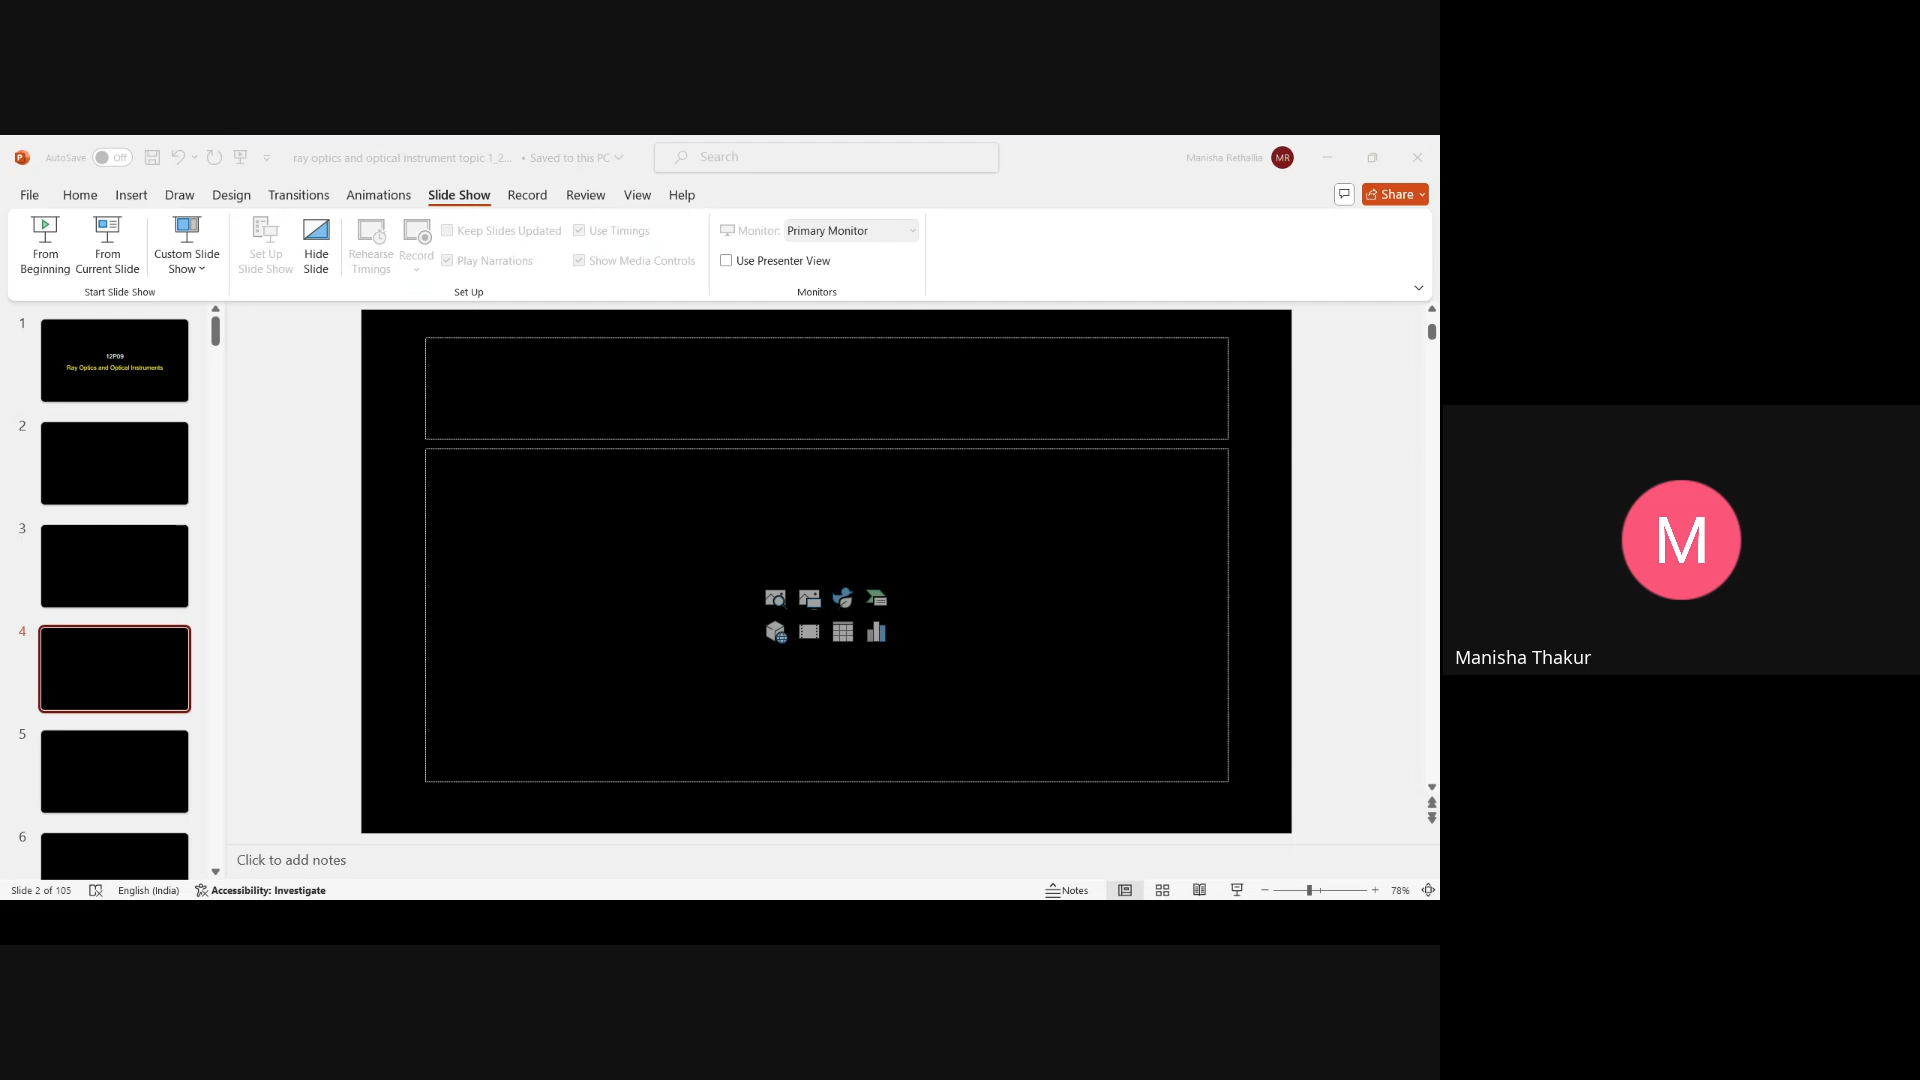 AutoSave Off ray optics and optical instrument topic 1_2... • Saved to this PC Search Manisha Rethallia MR
File Home Insert Draw Design Transitions Animations Slide Show Record Review View Help Share
From Beginning
From Current Slide
Custom Slide Show
Start Slide Show
Set Up Slide Show
Hide Slide
Rehearse Timings
Record
Keep Slides Updated
Use Timings
Play Narrations
Show Media Controls
Set Up
Monitor: Primary Monitor
Use Presenter View
Monitors
1
12P09
Ray Optics and Optical Instruments
2
3
4
5
6
Click to add notes
Slide 2 of 105 English (India) Accessibility: Investigate Notes 78%
M
Manisha Thakur